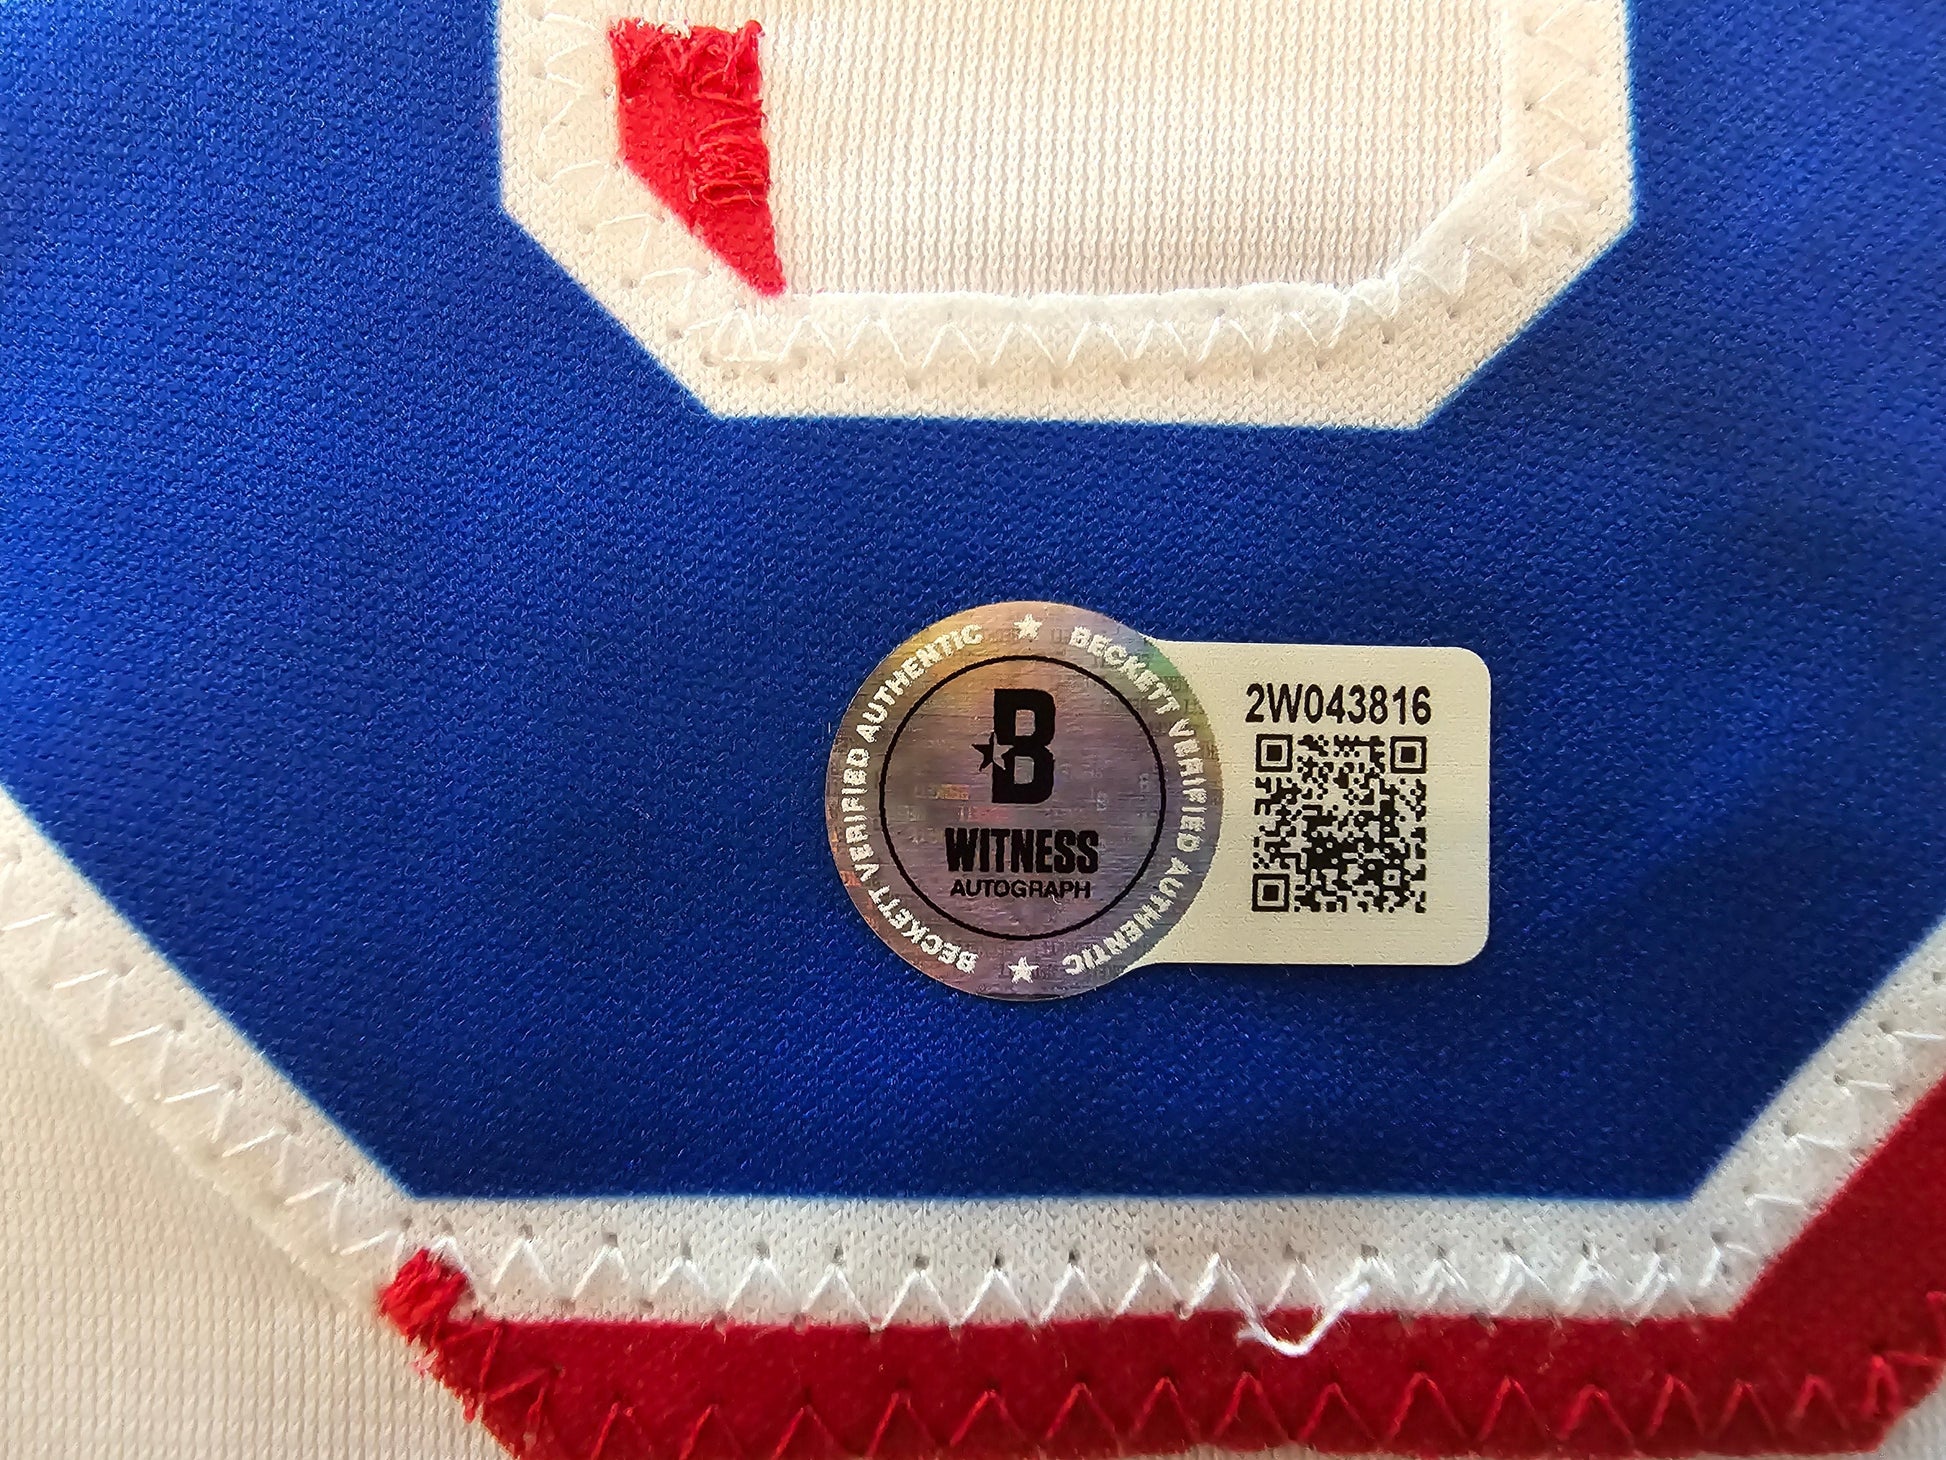 BECKETT VERIFIED AUTHENTIC ★ BECKETT VERIFIED AUTHENTIC ★
B
WITNESS
AUTOGRAPH
2W043816